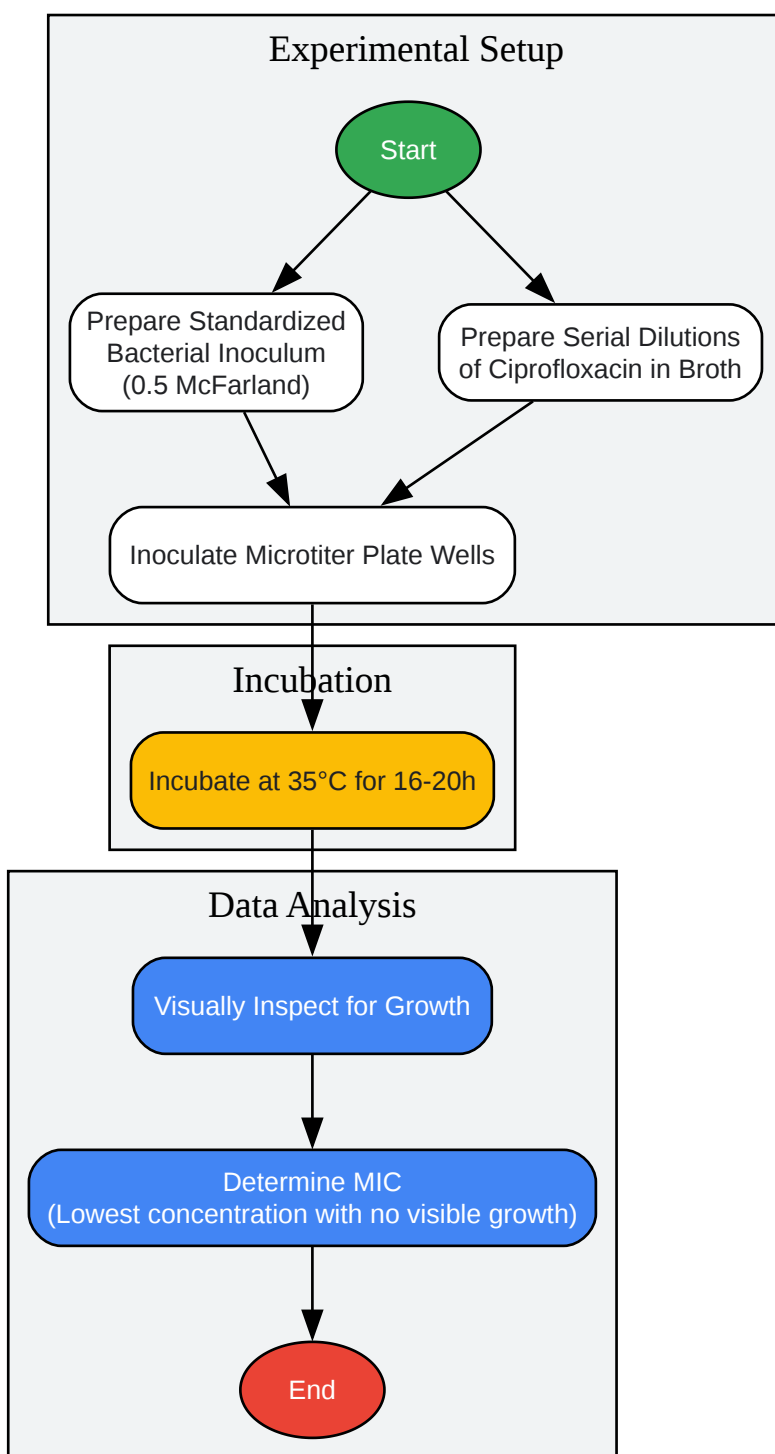 Experimental Setup
Start
Prepare Standardized
Bacterial Inoculum
(0.5 McFarland)
Prepare Serial Dilutions
of Ciprofloxacin in Broth
Inoculate Microtiter Plate Wells
Incubation
Incubate at 35°C for 16-20h
Data Analysis
Visually Inspect for Growth
Determine MIC
(Lowest concentration with no visible growth)
End